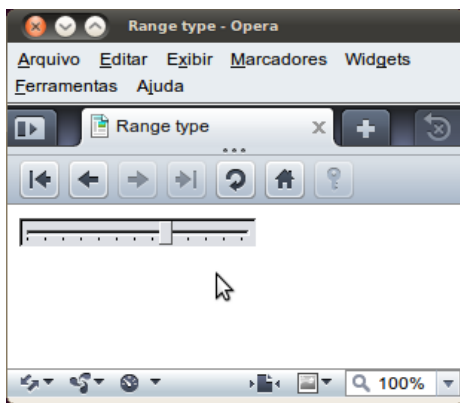 Range type - Opera
Arquivo Editar Exibir Marcadores Widgets
Ferramentas Ajuda
Range type
100%